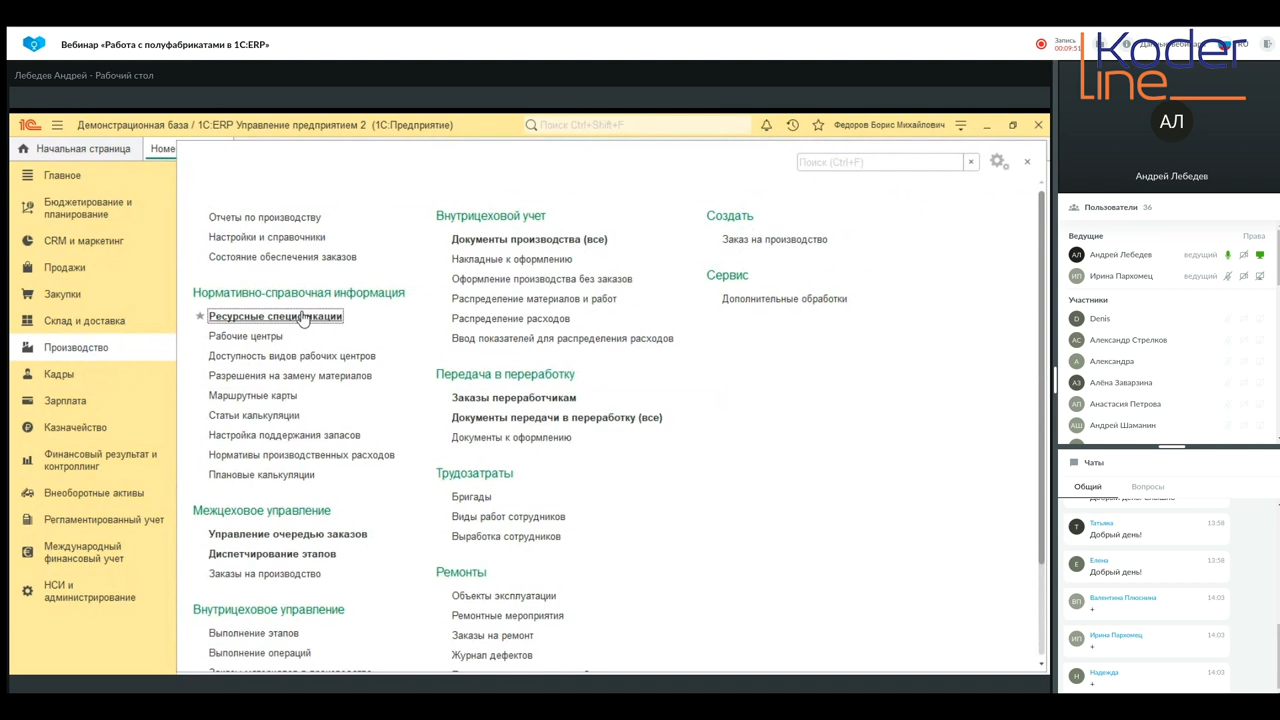 Вебинар «Работа с полуфабрикатами в 1С:ERP»
Запись
00:09:51
RU
Koder
line
Лебедев Андрей - Рабочий стол
Демонстрационная база / 1С:ERP Управление предприятием 2 (1С:Предприятие)
Поиск Ctrl+Shift+F
Федоров Борис Михайлович
Начальная страница
Номе
Поиск (Ctrl+F)
Главное
Бюджетирование и
планирование
CRM и маркетинг
Продажи
Закупки
Склад и доставка
Производство
Кадры
Зарплата
Казначейство
Финансовый результат и
контроллинг
Внеоборотные активы
Регламентированный учет
Международный
финансовый учет
НСИ и
администрирование
Отчеты по производству
Настройки и справочники
Состояние обеспечения заказов
Нормативно-справочная информация
Ресурсные спецификации
Рабочие центры
Доступность видов рабочих центров
Разрешения на замену материалов
Маршрутные карты
Статьи калькуляции
Настройка поддержания запасов
Нормативы производственных расходов
Плановые калькуляции
Межцеховое управление
Управление очередью заказов
Диспетчирование этапов
Заказы на производство
Внутрицеховое управление
Выполнение этапов
Выполнение операций
Внутрицеховой учет
Документы производства (все)
Накладные к оформлению
Оформление производства без заказов
Распределение материалов и работ
Распределение расходов
Ввод показателей для распределения расходов
Передача в переработку
Заказы переработчикам
Документы передачи в переработку (все)
Документы к оформлению
Трудозатраты
Бригады
Виды работ сотрудников
Выработка сотрудников
Ремонты
Объекты эксплуатации
Ремонтные мероприятия
Заказы на ремонт
Журнал дефектов
Создать
Заказ на производство
Сервис
Дополнительные обработки
АЛ
Андрей Лебедев
Пользователи 36
Ведущие Права
АЛ Андрей Лебедев ведущий
ИП Ирина Пархомец ведущий
Участники
D Denis
АС Александр Стрелков
А Александра
АЗ Алёна Заварзина
АП Анастасия Петрова
АШ Андрей Шаманин
Чаты
Общий Вопросы
Т Татьяна 13:58
Добрый день!
Е Елена 13:58
Добрый день!
ВП Валентина Плюснина 14:03
+
ИП Ирина Пархомец 14:03
+
Н Надежда 14:03
+